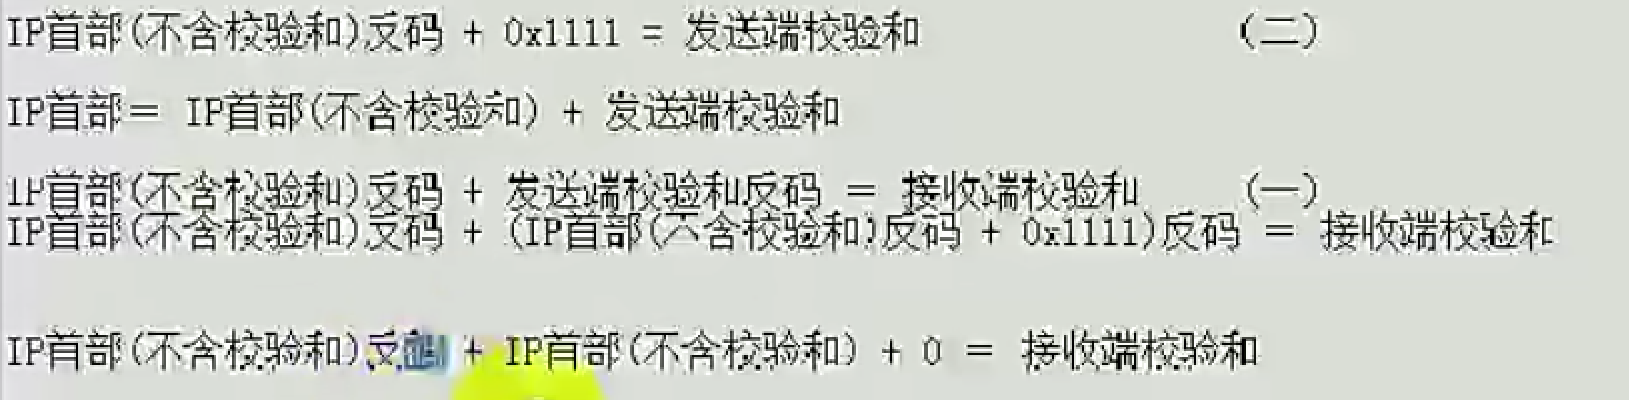 IP首部(不含校验和)反码 + 0x1111 = 发送端校验和 (二)
IP首部= IP首部(不含校验和) + 发送端校验和
IP首部(不含校验和)反码 + 发送端校验和反码 = 接收端校验和 (一)
IP首部(不含校验和)反码 + (IP首部(不含校验和)反码 + 0x1111)反码 = 接收端校验和
IP首部(不含校验和)反码 + IP首部(不含校验和) + 0 = 接收端校验和